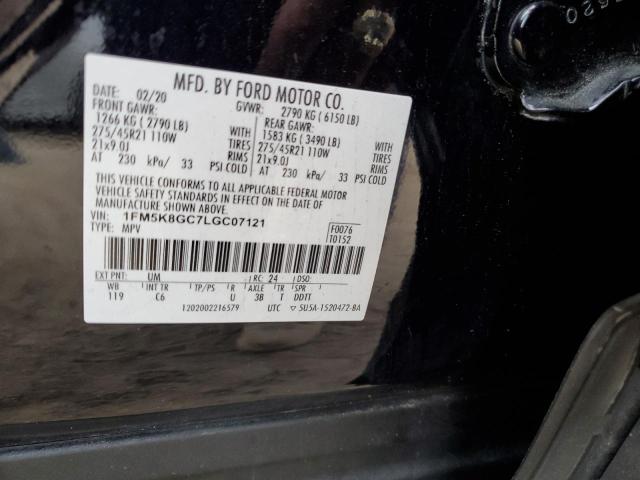 MFD. BY FORD MOTOR CO.
DATE: 02/20 GVWR: 2790 KG ( 6150 LB)
FRONT GAWR: REAR GAWR:
1266 KG ( 2790 LB) WITH 1583 KG ( 3490 LB) WITH
275/45R21 110W TIRES 275/45R21 110W TIRES
21x9.0J RIMS 21x9.0J RIMS
AT 230 kPa/ 33 PSI COLD AT 230 kPa/ 33 PSI COLD
THIS VEHICLE CONFORMS TO ALL APPLICABLE FEDERAL MOTOR
VEHICLE SAFETY STANDARDS IN EFFECT ON THE DATE OF
MANUFACTURE SHOWN ABOVE.
VIN: 1FM5K8GC7LGC07121 F0076
TYPE: MPV T0152
EXT PNT: UM RC: 24 DSO:
WB INT TR TP/PS R AXLE TR SPR
119 C6 U 3B T DDTT
1202002216579 UTC ▽ 5U5A-1520472-BA